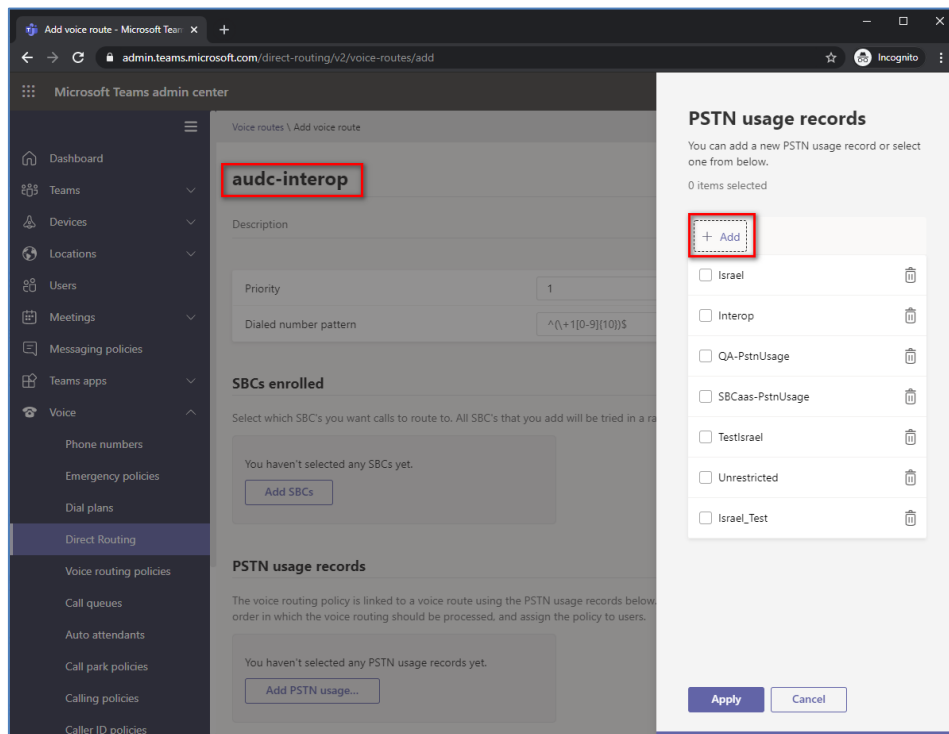 Add voice route - Microsoft Tean
admin.teams.microsoft.com/direct-routing/v2/voice-routes/add
Incognito
Microsoft Teams admin center
Dashboard
Teams
Devices
Locations
Users
Meetings
Messaging policies
Teams apps
Voice
Phone numbers
Emergency policies
Dial plans
Direct Routing
Voice routing policies
Call queues
Auto attendants
Call park policies
Calling policies
Caller ID policies
Voice routes \ Add voice route
audc-interop
Description
Priority
1
Dialed number pattern
^(\+1[0-9]{10})$
SBCs enrolled
Select which SBC's you want calls to route to. All SBC's that you add will be tried in a ra
You haven't selected any SBCs yet.
Add SBCs
PSTN usage records
The voice routing policy is linked to a voice route using the PSTN usage records below.
order in which the voice routing should be processed, and assign the policy to users.
You haven't selected any PSTN usage records yet.
Add PSTN usage...
PSTN usage records
You can add a new PSTN usage record or select
one from below.
0 items selected
+ Add
Israel
Interop
QA-PstnUsage
SBCaas-PstnUsage
TestIsrael
Unrestricted
Israel_Test
Apply
Cancel